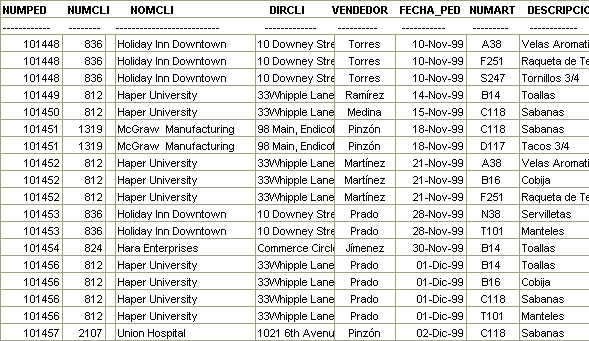 NUMPED NUMCLI NOMCLI DIRCLI VENDEDOR FECHA_PED NUMART DESCRIPCIO
------------ ---------- -------------------------- ------------- ---------- ------------ --------- ---------------
101448 836 Holiday Inn Downtown 10 Downey Stre Torres 10-Nov-99 A38 Velas Aromati
101448 836 Holiday Inn Downtown 10 Downey Stre Torres 10-Nov-99 F251 Raqueta de Te
101448 836 Holiday Inn Downtown 10 Downey Stre Torres 10-Nov-99 S247 Tornillos 3/4
101449 812 Haper University 33Whipple Lane Ramírez 14-Nov-99 B14 Toallas
101450 812 Haper University 33Whipple Lane Medina 15-Nov-99 C118 Sabanas
101451 1319 McGraw Manufacturing 98 Main, Endicof Pinzón 18-Nov-99 C118 Sabanas
101451 1319 McGraw Manufacturing 98 Main, Endicof Pinzón 18-Nov-99 D117 Tacos 3/4
101452 812 Haper University 33Whipple Lane Martínez 21-Nov-99 A38 Velas Aromati
101452 812 Haper University 33Whipple Lane Martínez 21-Nov-99 B16 Cobija
101452 812 Haper University 33Whipple Lane Martínez 21-Nov-99 F251 Raqueta de Te
101453 836 Holiday Inn Downtown 10 Downey Stre Prado 28-Nov-99 N38 Servilletas
101453 836 Holiday Inn Downtown 10 Downey Stre Prado 28-Nov-99 T101 Manteles
101454 824 Hara Enterprises Commerce Circl Jímenez 30-Nov-99 B14 Toallas
101456 812 Haper University 33Whipple Lane Prado 01-Dic-99 B14 Toallas
101456 812 Haper University 33Whipple Lane Prado 01-Dic-99 B16 Cobija
101456 812 Haper University 33Whipple Lane Prado 01-Dic-99 C118 Sabanas
101456 812 Haper University 33Whipple Lane Prado 01-Dic-99 T101 Manteles
101457 2107 Union Hospital 1021 6th Avenu Pinzón 02-Dic-99 C118 Sabanas